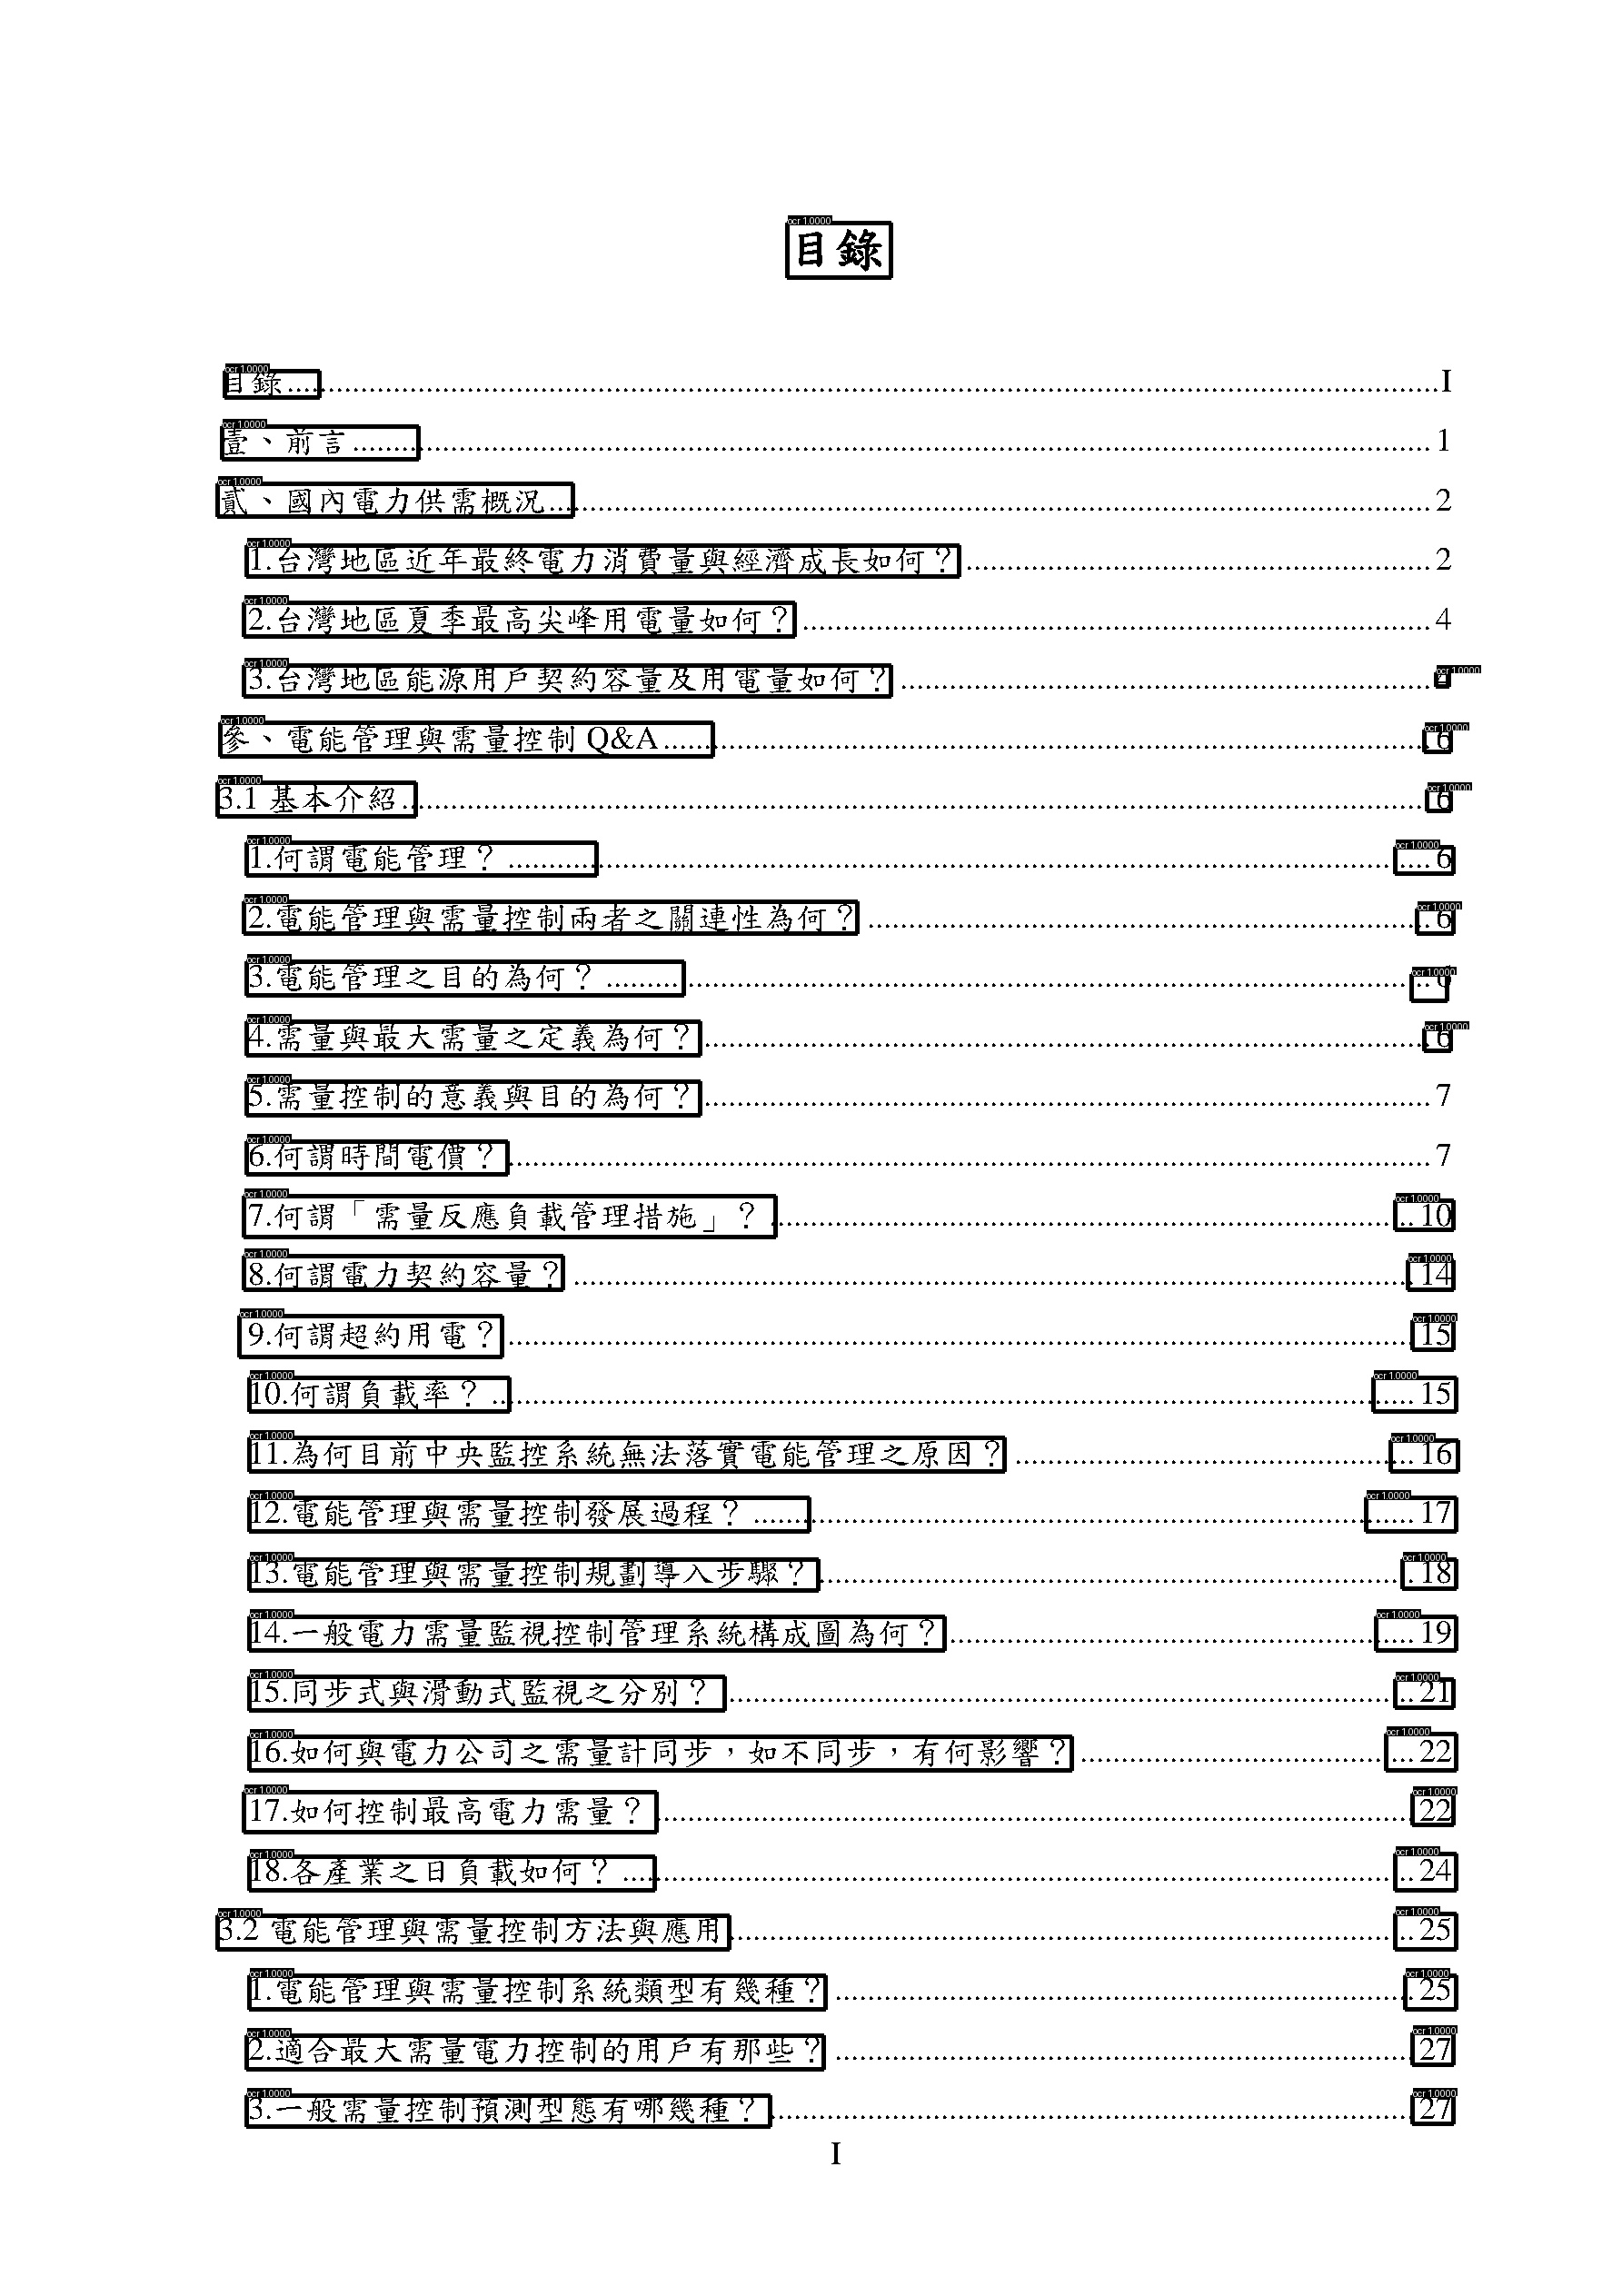 目錄
目錄......I
壹、前言......1
貳、國內電力供需概況......2
1.台灣地區近年最終電力消費量與經濟成長如何？......2
2.台灣地區夏季最高尖峰用電量如何？......4
3.台灣地區能源用戶契約容量及用電量如何？......
參、電能管理與需量控制 Q&A......6
3.1 基本介紹......6
1.何謂電能管理？......6
2.電能管理與需量控制兩者之關連性為何？......6
3.電能管理之目的為何？......6
4.需量與最大需量之定義為何？......6
5.需量控制的意義與目的為何？......7
6.何謂時間電價？......7
7.何謂「需量反應負載管理措施」？......10
8.何謂電力契約容量？......14
9.何謂超約用電？......15
10.何謂負載率？......15
11.為何目前中央監控系統無法落實電能管理之原因？......16
12.電能管理與需量控制發展過程？......17
13.電能管理與需量控制規劃導入步驟？......18
14.一般電力需量監視控制管理系統構成圖為何？......19
15.同步式與滑動式監視之分別？......21
16.如何與電力公司之需量計同步，如不同步，有何影響？......22
17.如何控制最高電力需量？......22
18.各產業之日負載如何？......24
3.2 電能管理與需量控制方法與應用......25
1.電能管理與需量控制系統類型有幾種？......25
2.適合最大需量電力控制的用戶有那些？......27
3.一般需量控制預測型態有哪幾種？......27
I